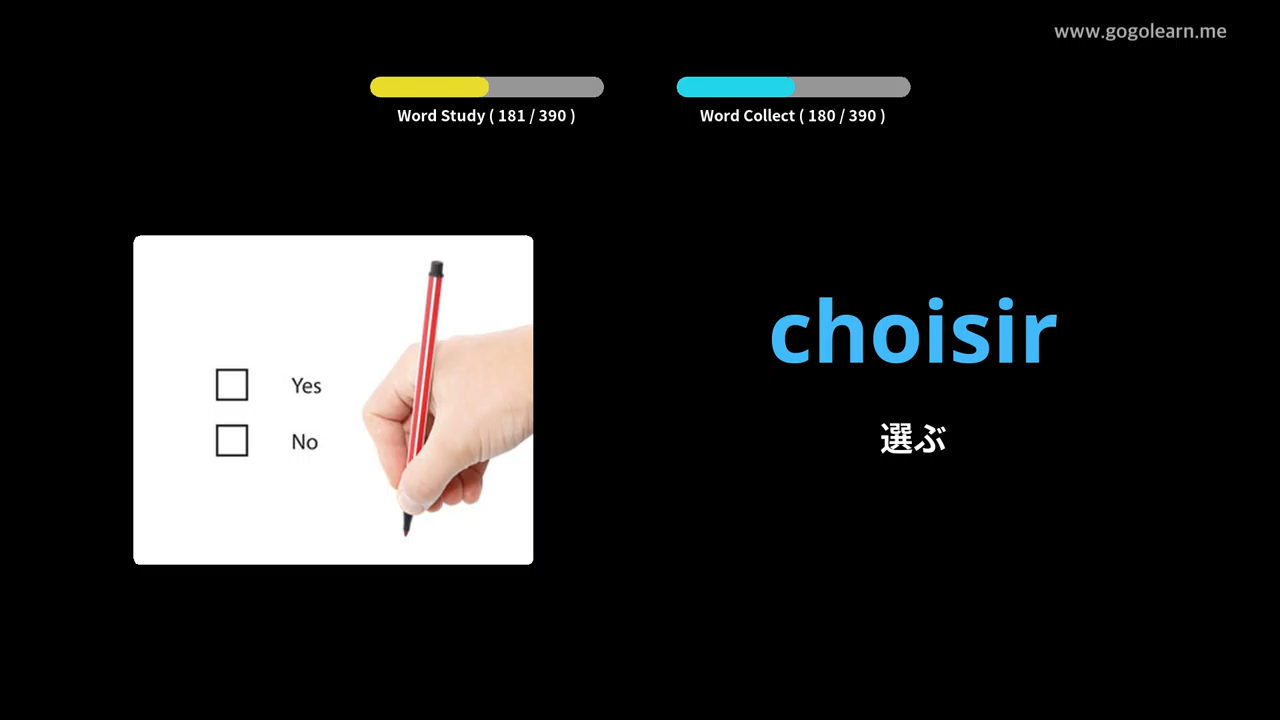 www.gogolearn.me
Word Study ( 181 / 390 )
Word Collect ( 180 / 390 )
Yes
No
choisir
選ぶ